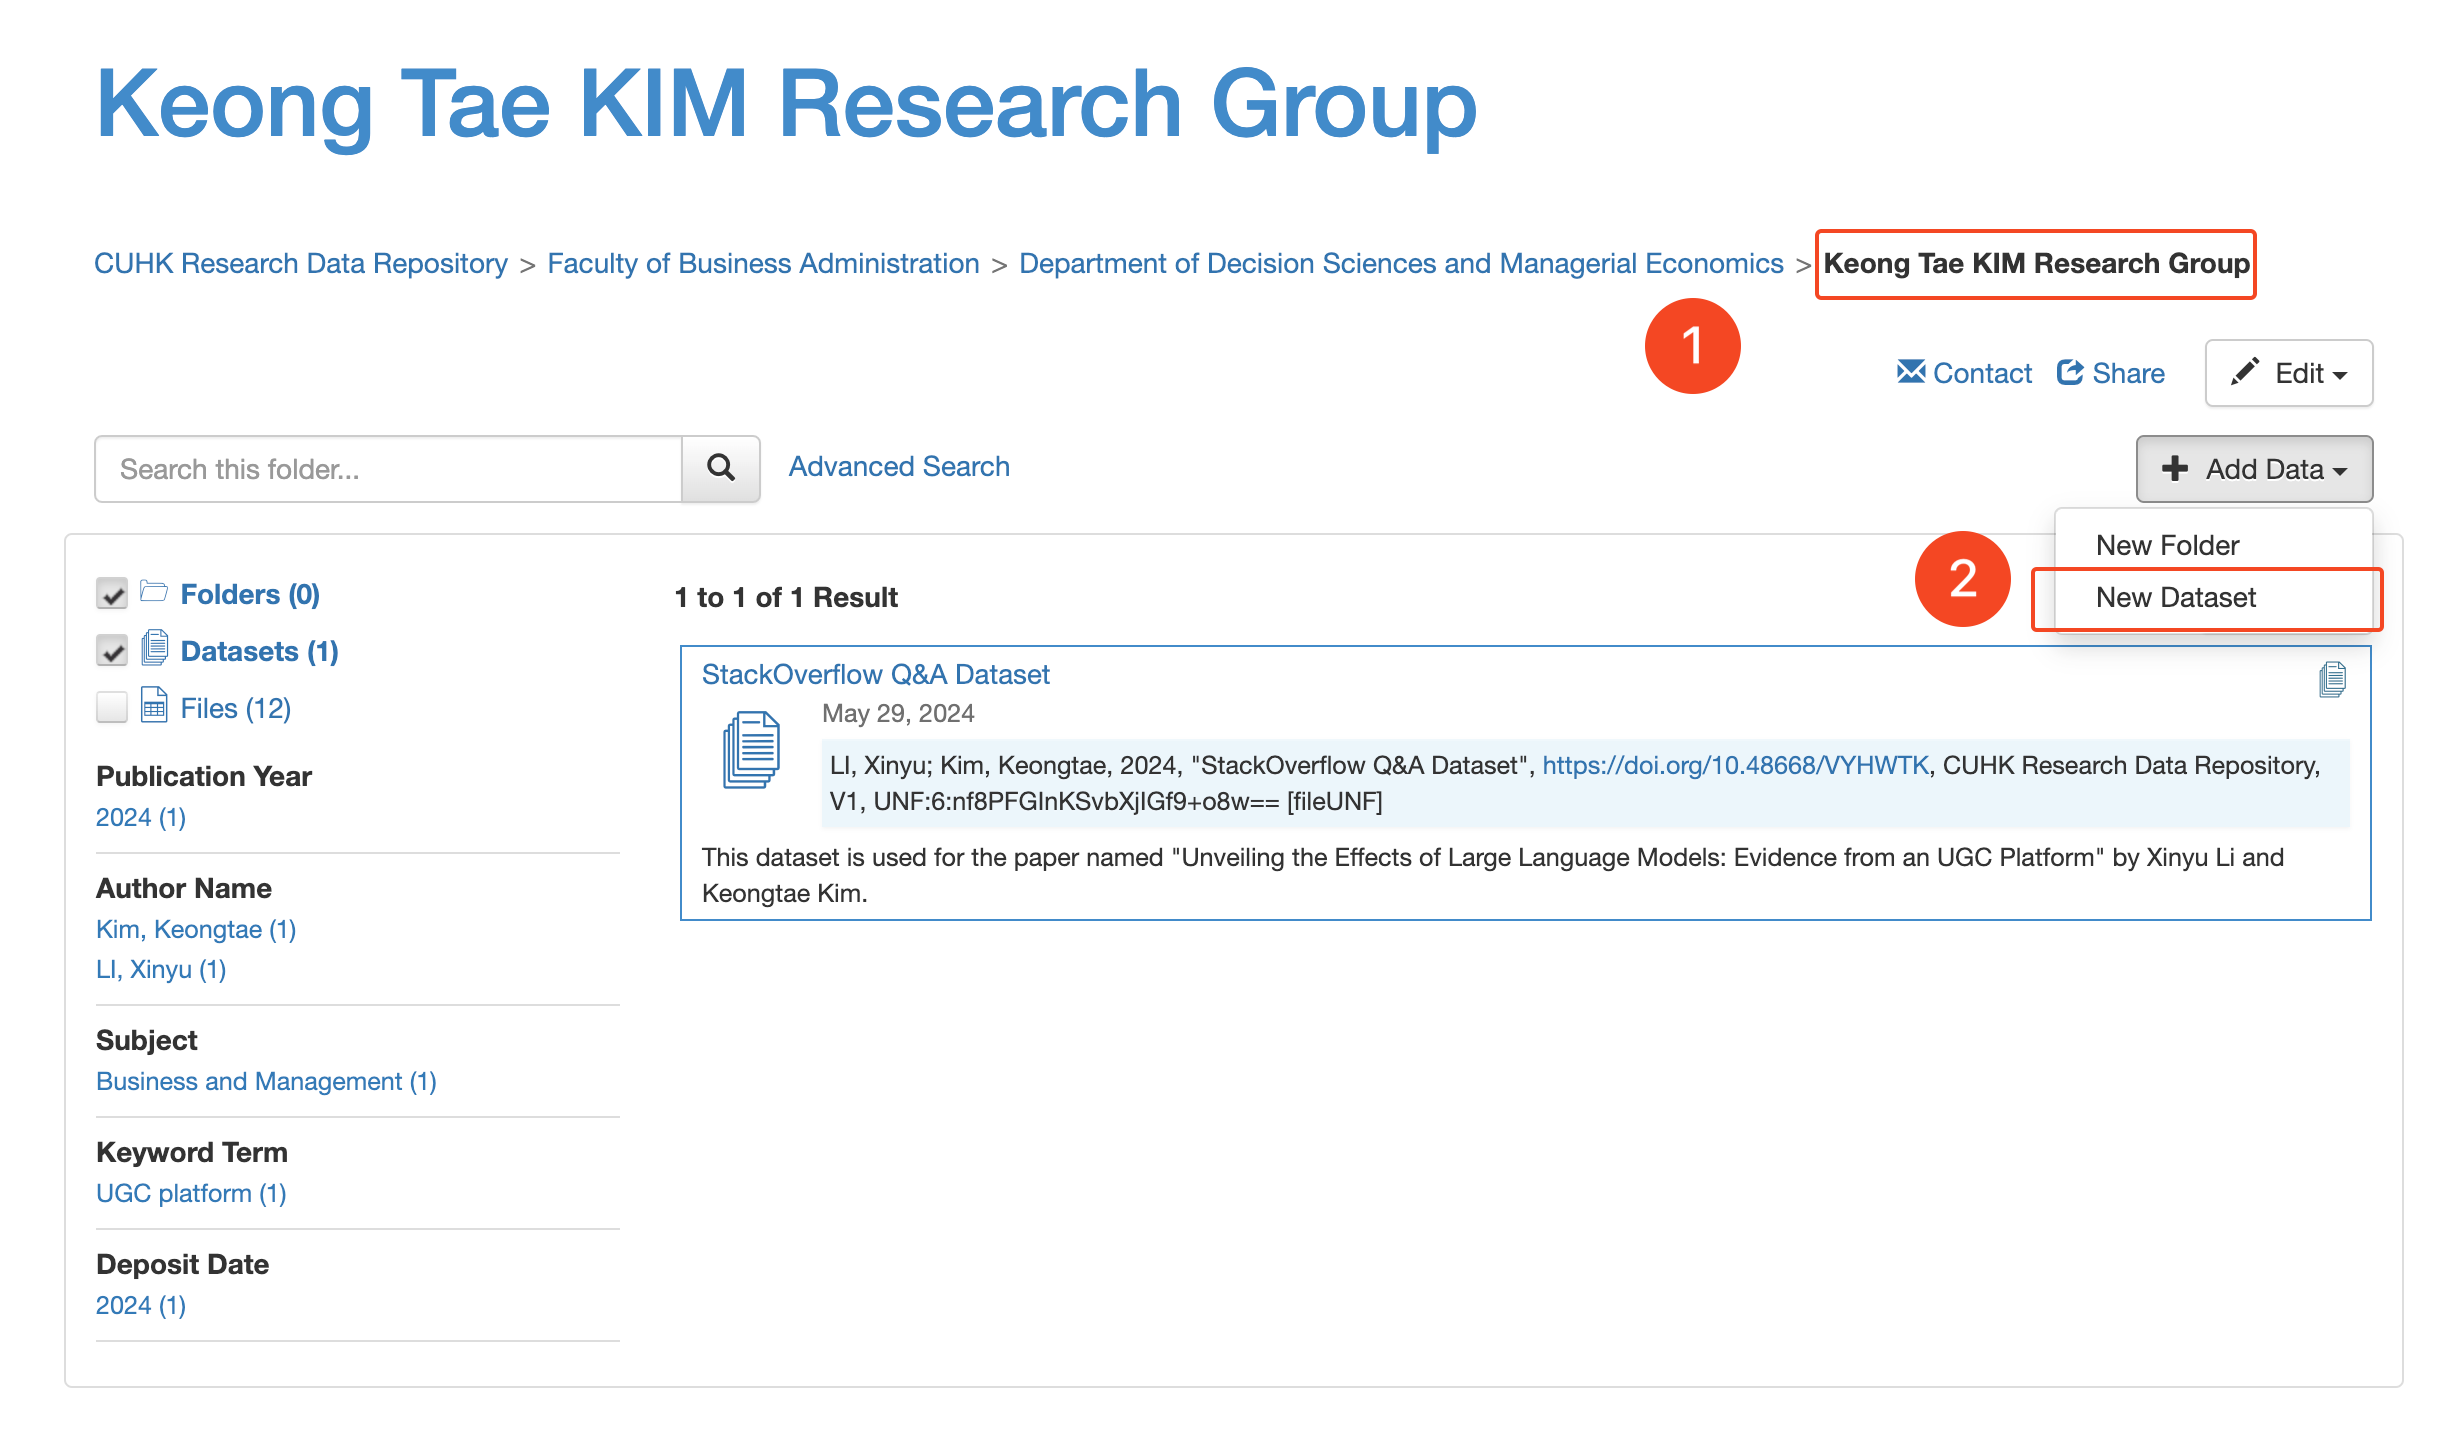 Keong Tae KIM Research Group
CUHK Research Data Repository > Faculty of Business Administration > Department of Decision Sciences and Managerial Economics > Keong Tae KIM Research Group
1
Contact Share Edit
Search this folder... Advanced Search Add Data
New Folder
2
New Dataset
Folders (0)
Datasets (1)
Files (12)
Publication Year
2024 (1)
Author Name
Kim, Keongtae (1)
LI, Xinyu (1)
Subject
Business and Management (1)
Keyword Term
UGC platform (1)
Deposit Date
2024 (1)
1 to 1 of 1 Result
StackOverflow Q&A Dataset
May 29, 2024
LI, Xinyu; Kim, Keongtae, 2024, "StackOverflow Q&A Dataset", https://doi.org/10.48668/VYHWTK, CUHK Research Data Repository,
V1, UNF:6:nf8PFGInKSvbXjIGf9+o8w== [fileUNF]
This dataset is used for the paper named "Unveiling the Effects of Large Language Models: Evidence from an UGC Platform" by Xinyu Li and
Keongtae Kim.